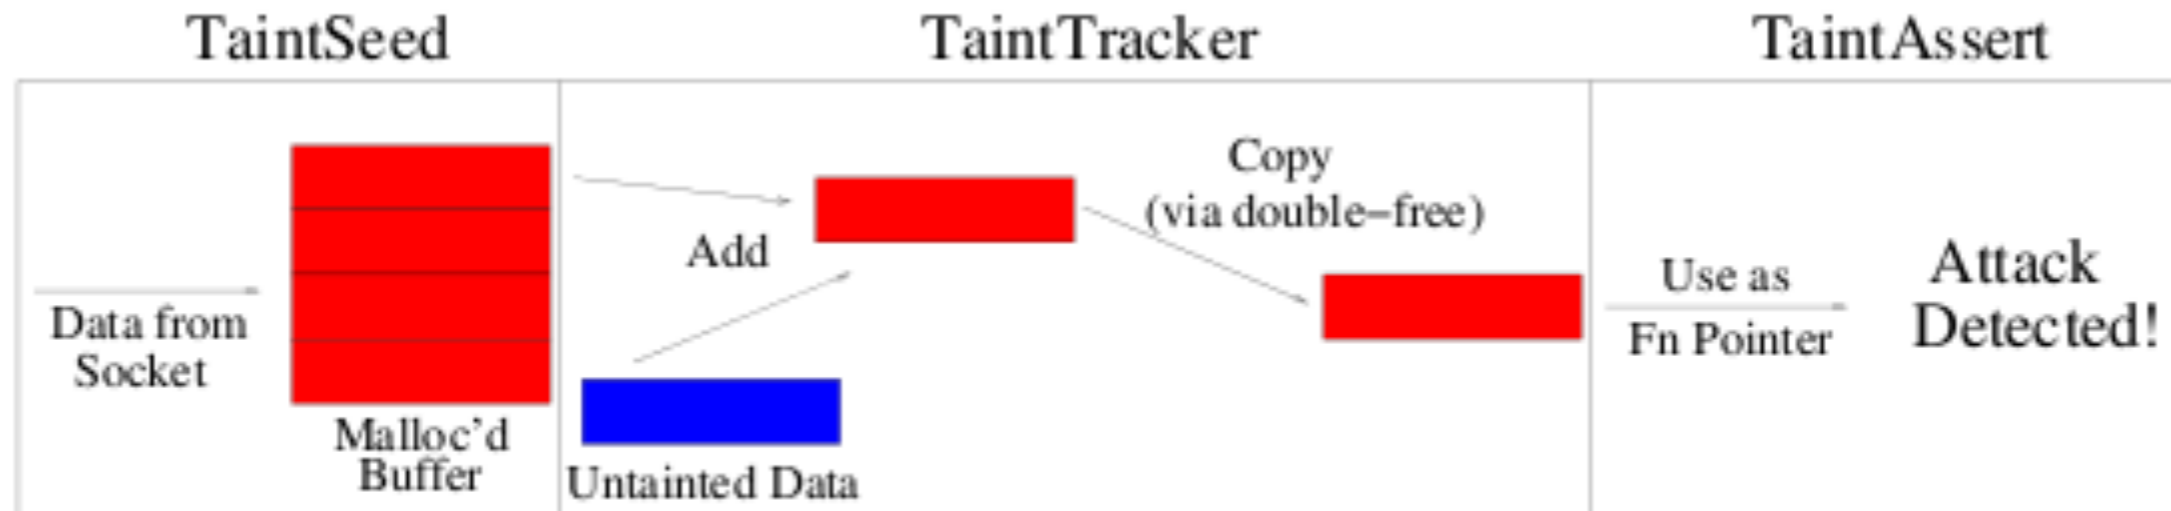 TaintSeed
TaintTracker
TaintAssert
Data from
Socket
Malloc'd
Buffer
Add
Untainted Data
Copy
(via double−free)
Use as
Fn Pointer
Attack
Detected!